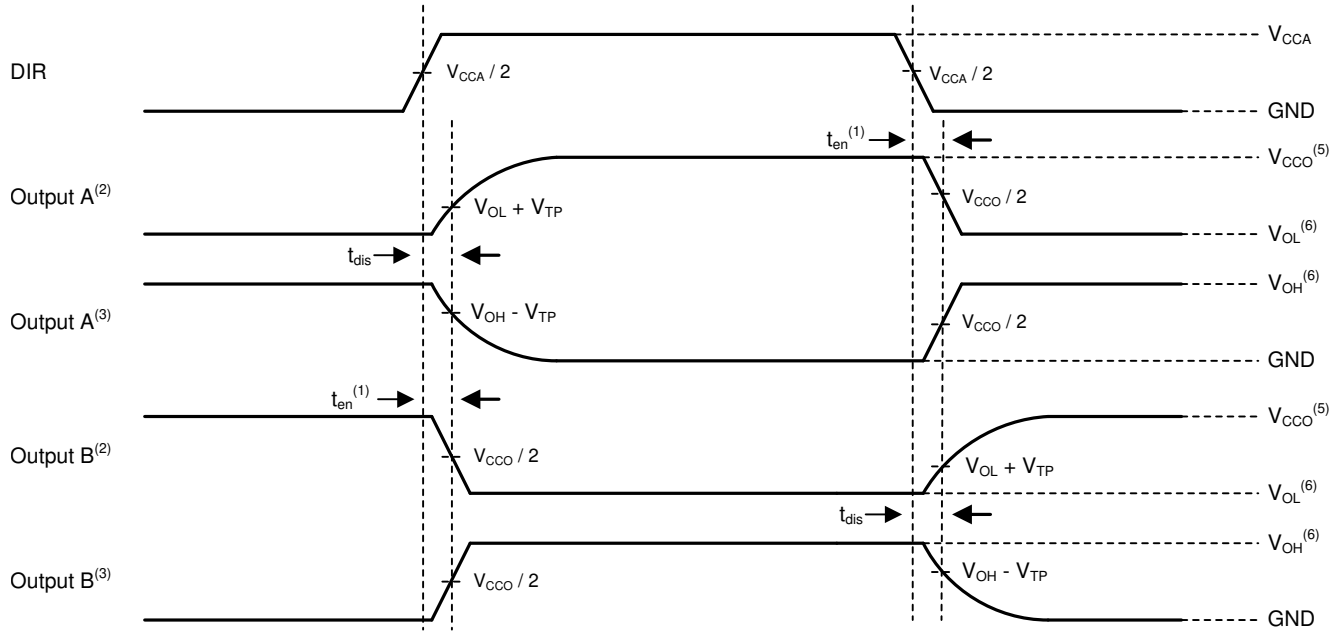 V_CCA
DIR
V_CCA / 2
V_CCA / 2
GND
t_en^(1)
V_CCO^(5)
Output A^(2)
V_OL + V_TP
V_CCO / 2
V_OL^(6)
t_dis
V_OH^(6)
Output A^(3)
V_OH - V_TP
V_CCO / 2
GND
t_en^(1)
V_CCO^(5)
Output B^(2)
V_CCO / 2
V_OL + V_TP
V_OL^(6)
t_dis
V_OH^(6)
Output B^(3)
V_CCO / 2
V_OH - V_TP
GND